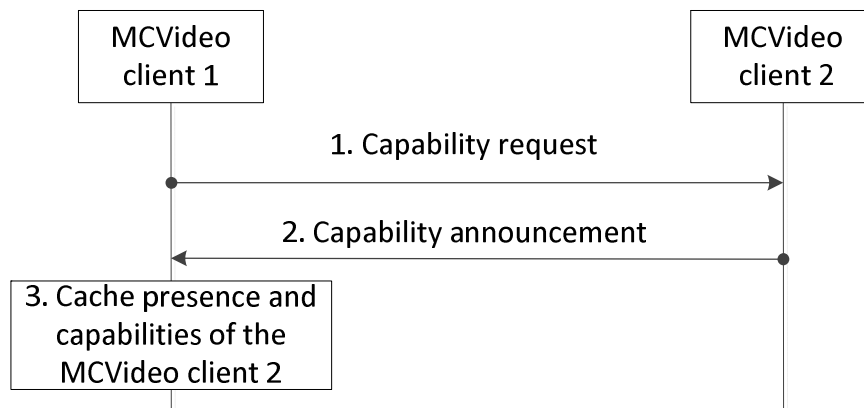 MCVideo
client 1
MCVideo
client 2
1. Capability request
2. Capability announcement
3. Cache presence and
capabilities of the
MCVideo client 2